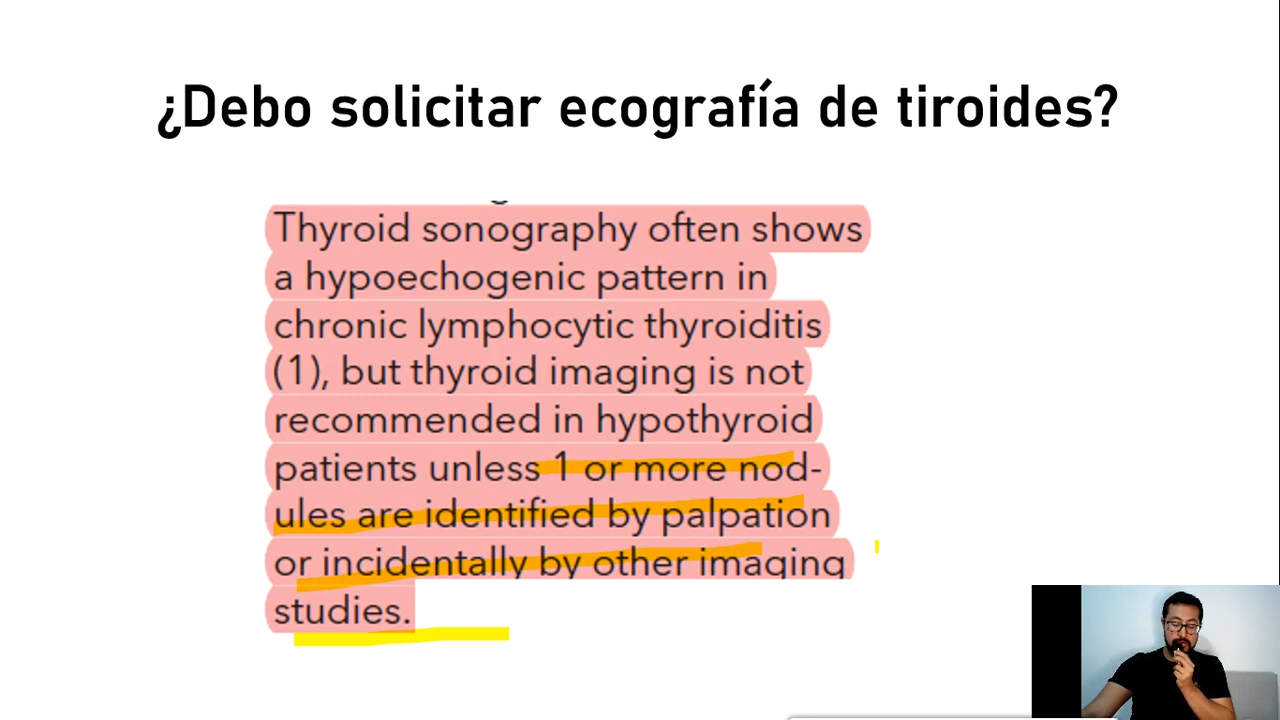 ¿Debo solicitar ecografía de tiroides?
Thyroid sonography often shows
a hypoechogenic pattern in
chronic lymphocytic thyroiditis
(1), but thyroid imaging is not
recommended in hypothyroid
patients unless 1 or more nod-
ules are identified by palpation
or incidentally by other imaging
studies.